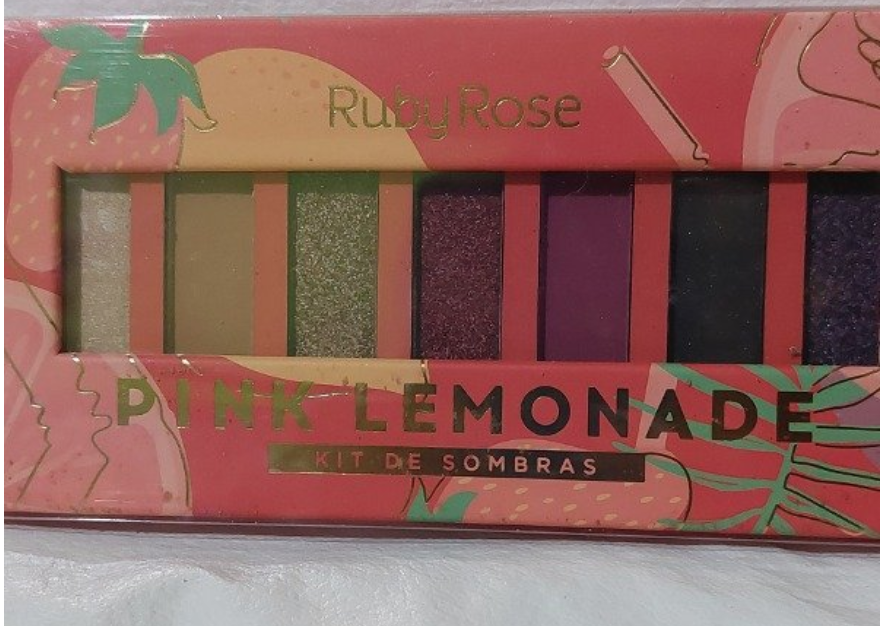 Ruby Rose
PINK LEMONADE
KIT DE SOMBRAS